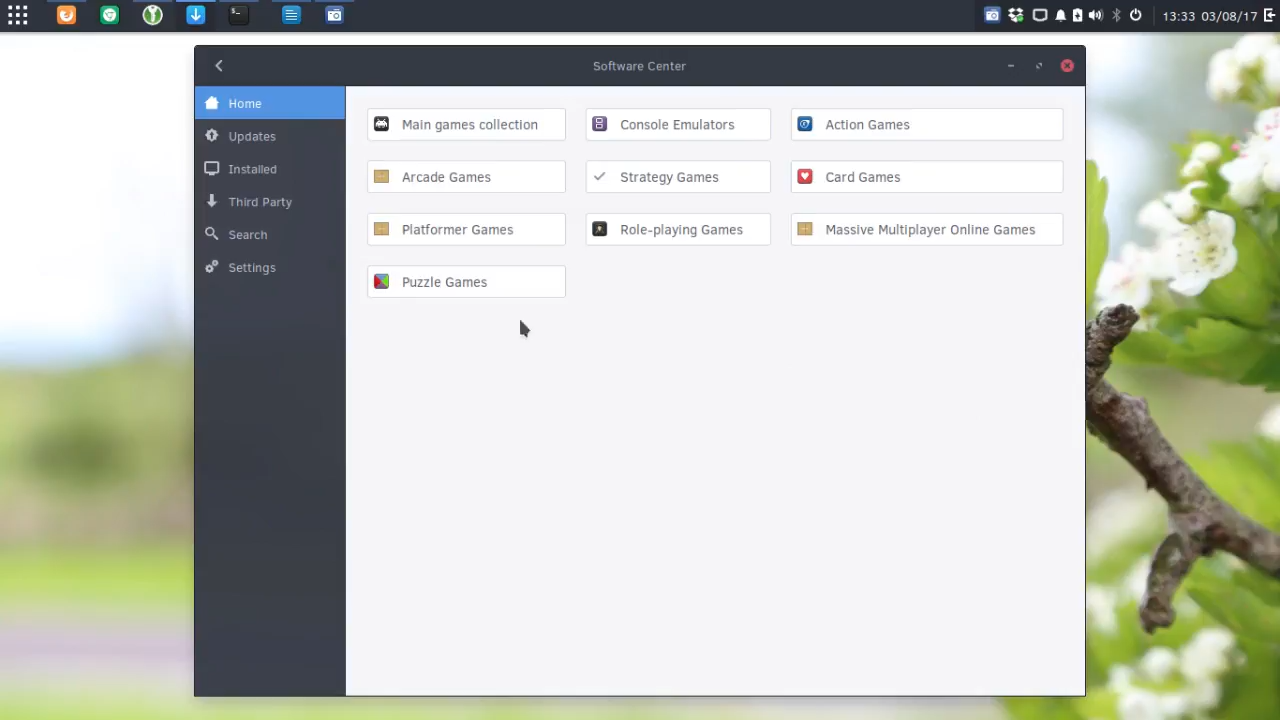 13:33 03/08/17
Software Center
Home
Updates
Installed
Third Party
Search
Settings
Main games collection
Console Emulators
Action Games
Arcade Games
Strategy Games
Card Games
Platformer Games
Role-playing Games
Massive Multiplayer Online Games
Puzzle Games